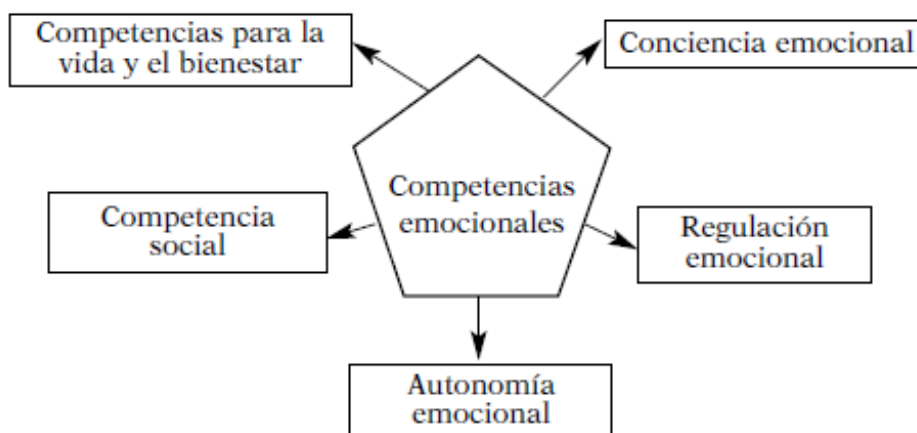 Competencias para la
vida y el bienestar
Conciencia emocional
Competencias
emocionales
Competencia
social
Regulación
emocional
Autonomía
emocional